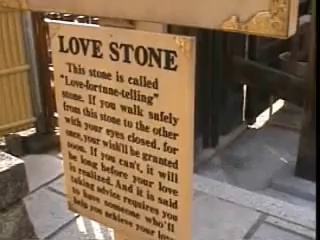 LOVE STONE
This stone is called
"Love-fortune-telling"
stone. If you walk safely
from this stone to the other
with your eyes closed. for
once, your wish'll be granted
soon. If you can't, it will
be long before your love
is realized. And it is said
taking advice requires you
to have someone who'll
help you achieve your love